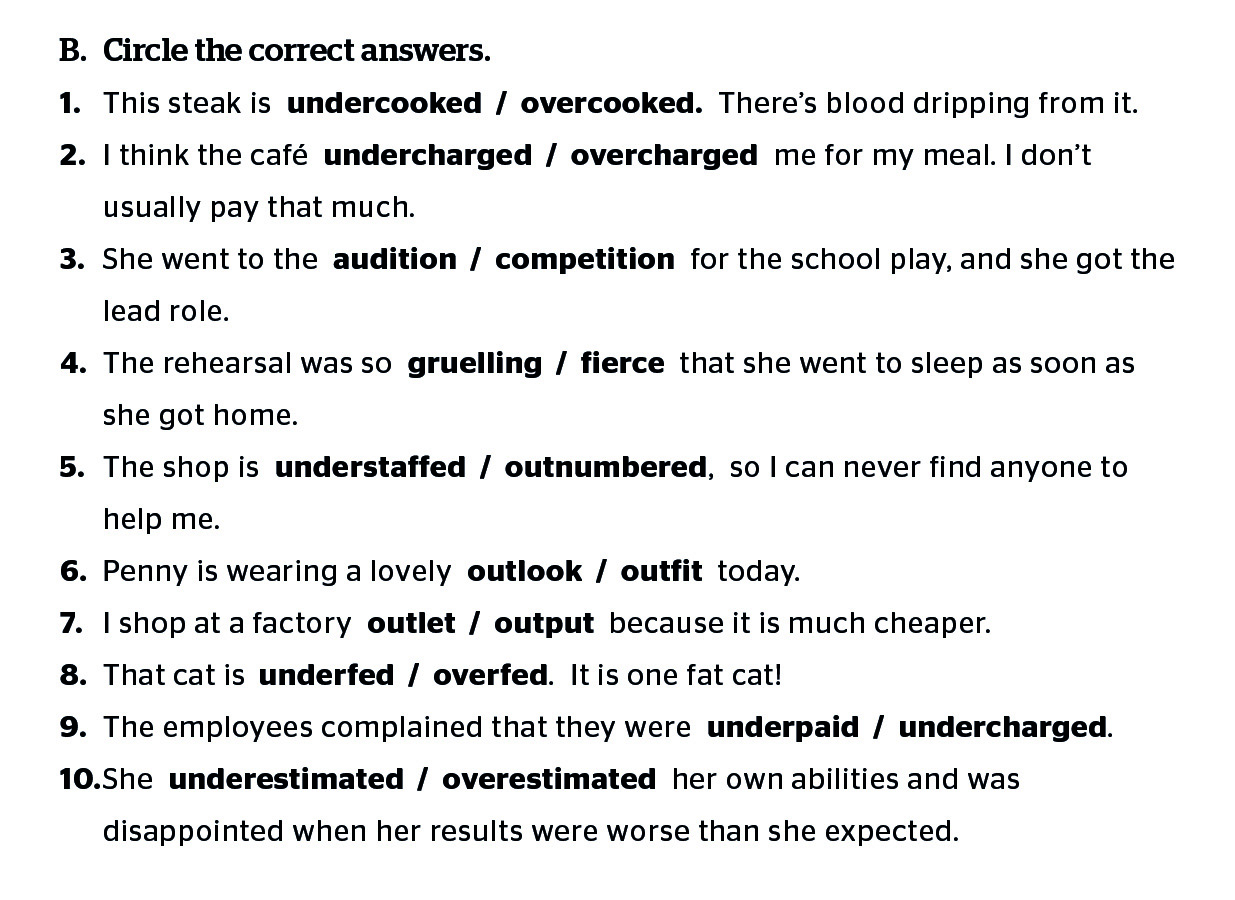 B. Circle the correct answers.
1. This steak is undercooked / overcooked. There’s blood dripping from it.
2. I think the café undercharged / overcharged me for my meal. I don’t
usually pay that much.
3. She went to the audition / competition for the school play, and she got the
lead role.
4. The rehearsal was so gruelling / fierce that she went to sleep as soon as
she got home.
5. The shop is understaffed / outnumbered, so I can never find anyone to
help me.
6. Penny is wearing a lovely outlook / outfit today.
7. I shop at a factory outlet / output because it is much cheaper.
8. That cat is underfed / overfed. It is one fat cat!
9. The employees complained that they were underpaid / undercharged.
10.She underestimated / overestimated her own abilities and was
disappointed when her results were worse than she expected.